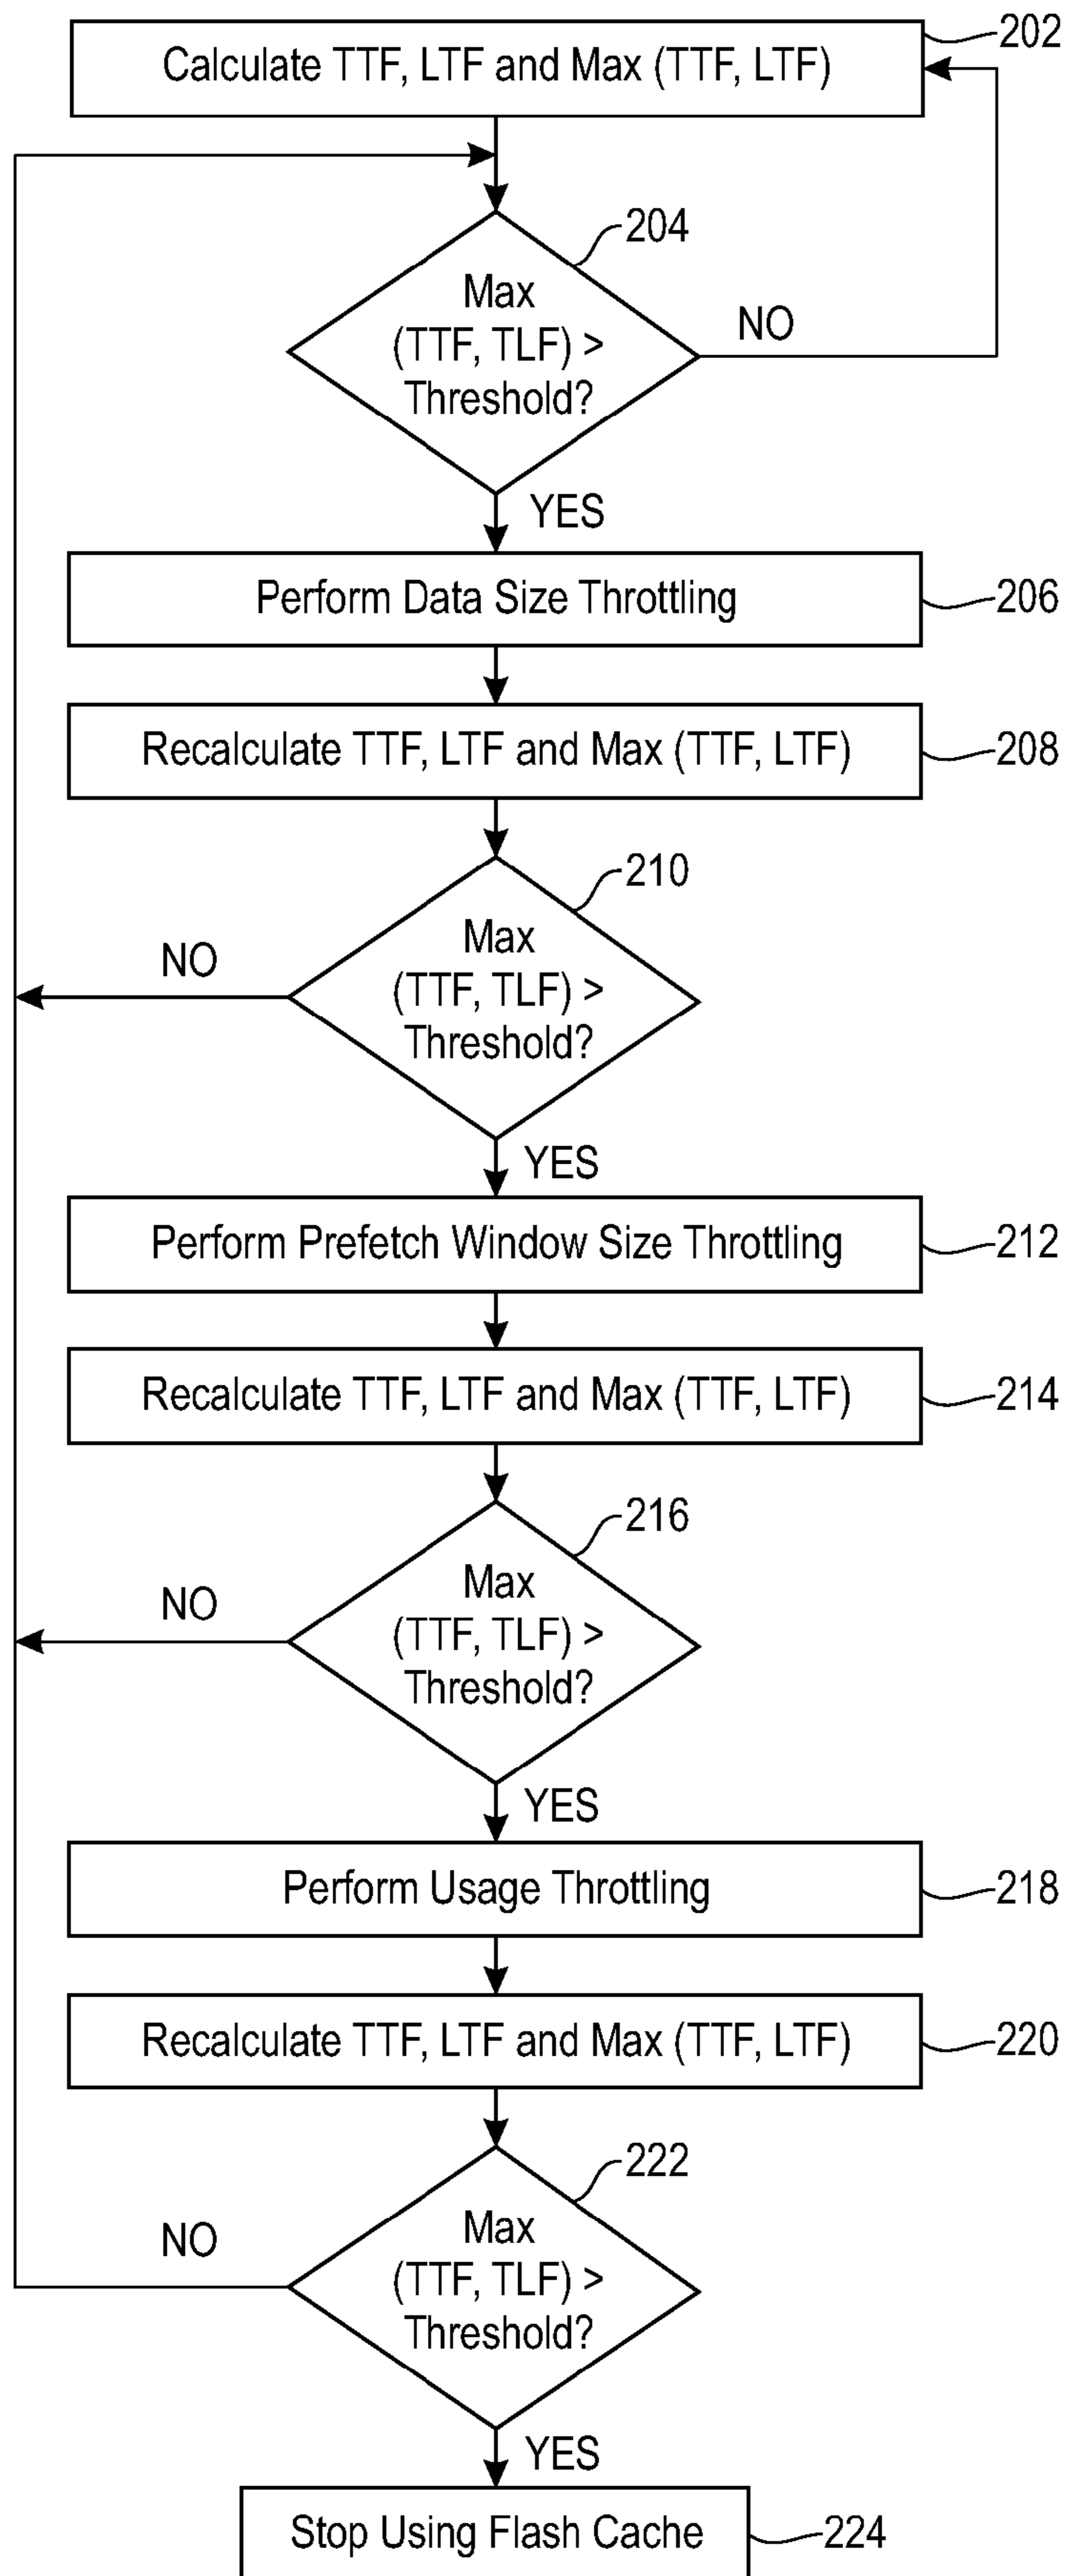 202
Calculate TTF, LTF and Max (TTF, LTF)
204
Max
(TTF, TLF) >
Threshold?
NO
YES
Perform Data Size Throttling
206
Recalculate TTF, LTF and Max (TTF, LTF)
208
210
Max
(TTF, TLF) >
Threshold?
NO
YES
Perform Prefetch Window Size Throttling
212
Recalculate TTF, LTF and Max (TTF, LTF)
214
216
Max
(TTF, TLF) >
Threshold?
NO
YES
Perform Usage Throttling
218
Recalculate TTF, LTF and Max (TTF, LTF)
220
222
Max
(TTF, TLF) >
Threshold?
NO
YES
Stop Using Flash Cache
224